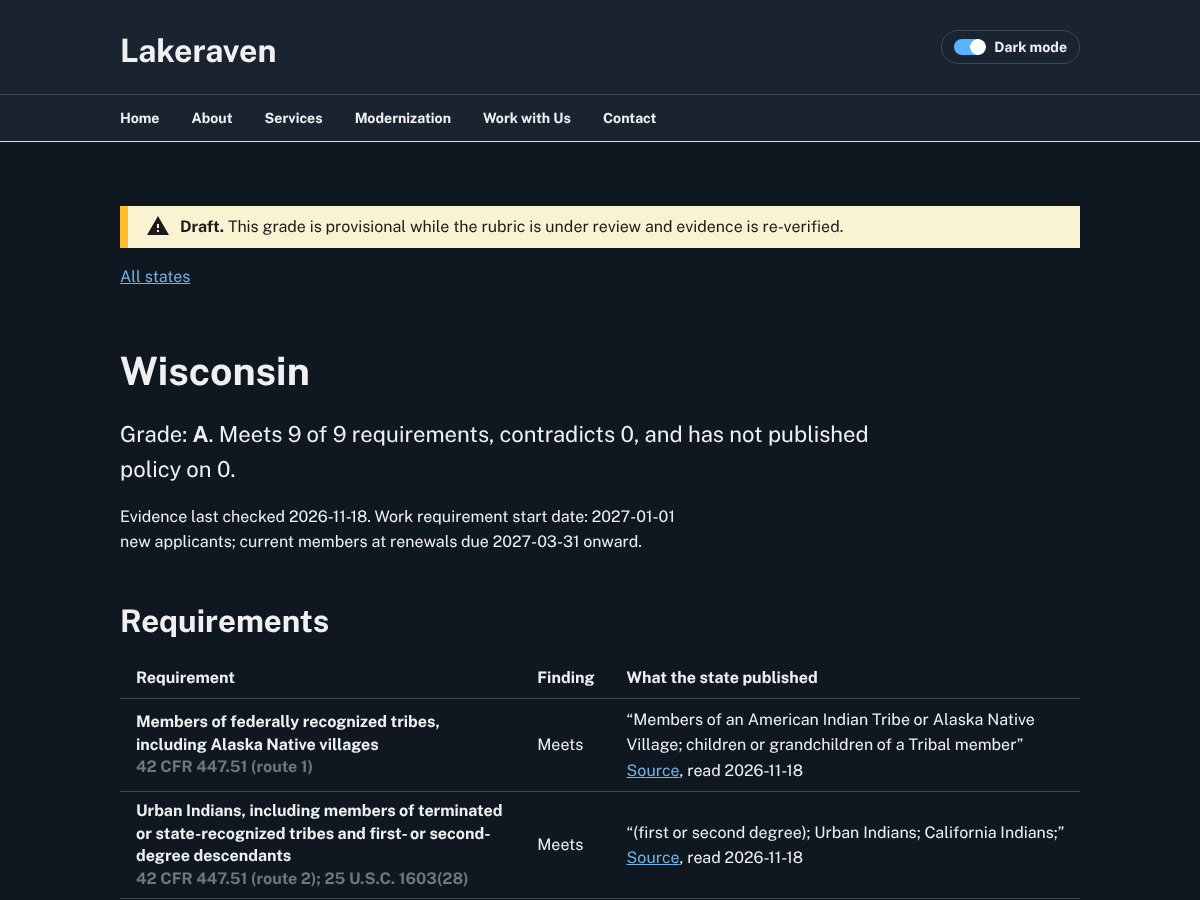 Lakeraven
Dark mode
Home About Services Modernization Work with Us Contact
Draft. This grade is provisional while the rubric is under review and evidence is re-verified.
All states
Wisconsin
Grade: A. Meets 9 of 9 requirements, contradicts 0, and has not published
policy on 0.
Evidence last checked 2026-11-18. Work requirement start date: 2027-01-01
new applicants; current members at renewals due 2027-03-31 onward.
Requirements
Requirement Finding What the state published
Members of federally recognized tribes,
including Alaska Native villages
42 CFR 447.51 (route 1)
Meets
“Members of an American Indian Tribe or Alaska Native
Village; children or grandchildren of a Tribal member”
Source, read 2026-11-18
Urban Indians, including members of terminated
or state-recognized tribes and first- or second-
degree descendants
42 CFR 447.51 (route 2); 25 U.S.C. 1603(28)
Meets
“(first or second degree); Urban Indians; California Indians;”
Source, read 2026-11-18